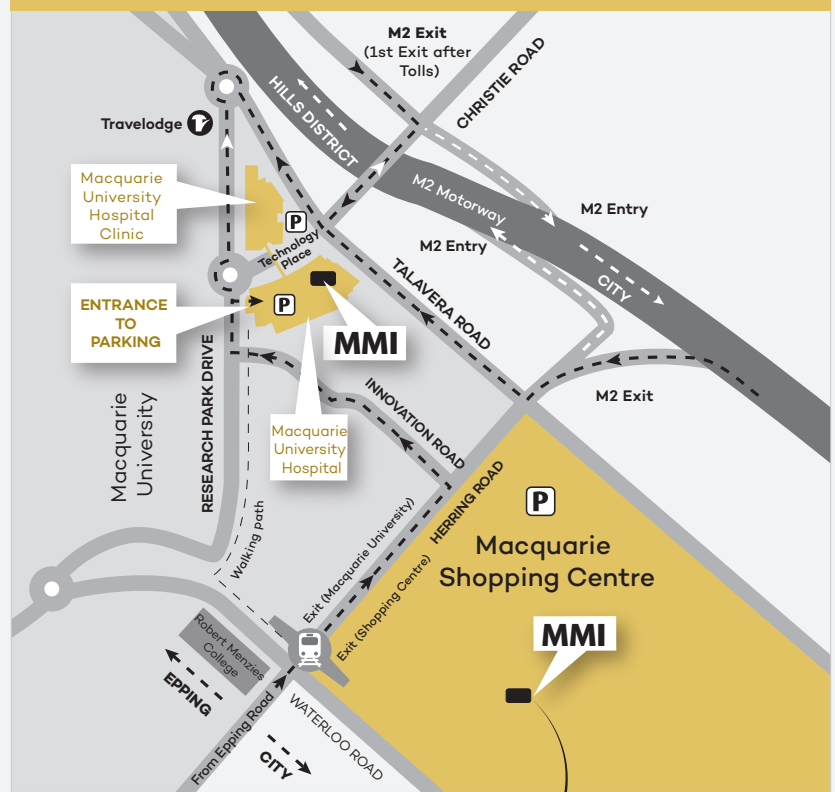 M2 Exit
(1st Exit after
Tolls)
CHRISTIE ROAD
HILLS DISTRICT
Travelodge
Macquarie
University
Hospital
Clinic
P
Technology
Place
M2 Motorway
M2 Entry
M2 Entry
CITY
TALAVERA ROAD
ENTRANCE
TO
PARKING
P
MMI
M2 Exit
RESEARCH PARK DRIVE
INNOVATION ROAD
Macquarie
University
Macquarie
University
Hospital
HERRING ROAD
P
Macquarie
Shopping Centre
Walking path
Exit (Macquarie University)
Exit (Shopping Centre)
MMI
Robert Menzies
College
EPPING
From Epping Road
WATERLOO ROAD
CITY